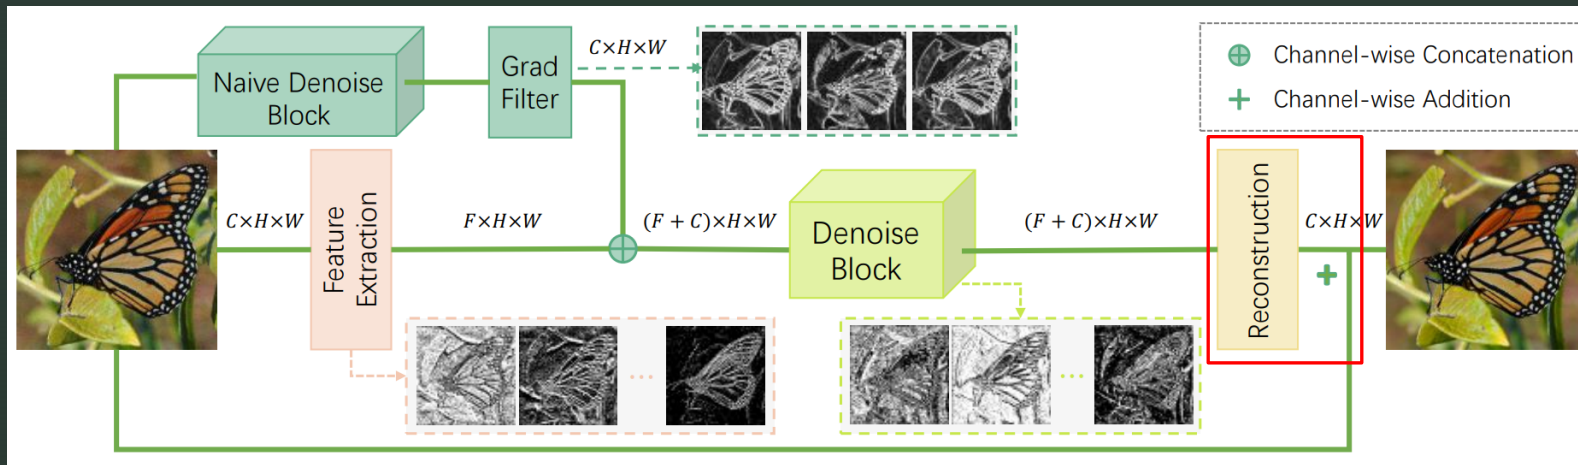 Naive Denoise
Block
Grad
Filter
C×H×W
⊕ Channel-wise Concatenation
+ Channel-wise Addition
C×H×W
Feature
Extraction
F×H×W
⊕
(F + C)×H×W
Denoise
Block
(F + C)×H×W
Reconstruction
C×H×W
+
...
...